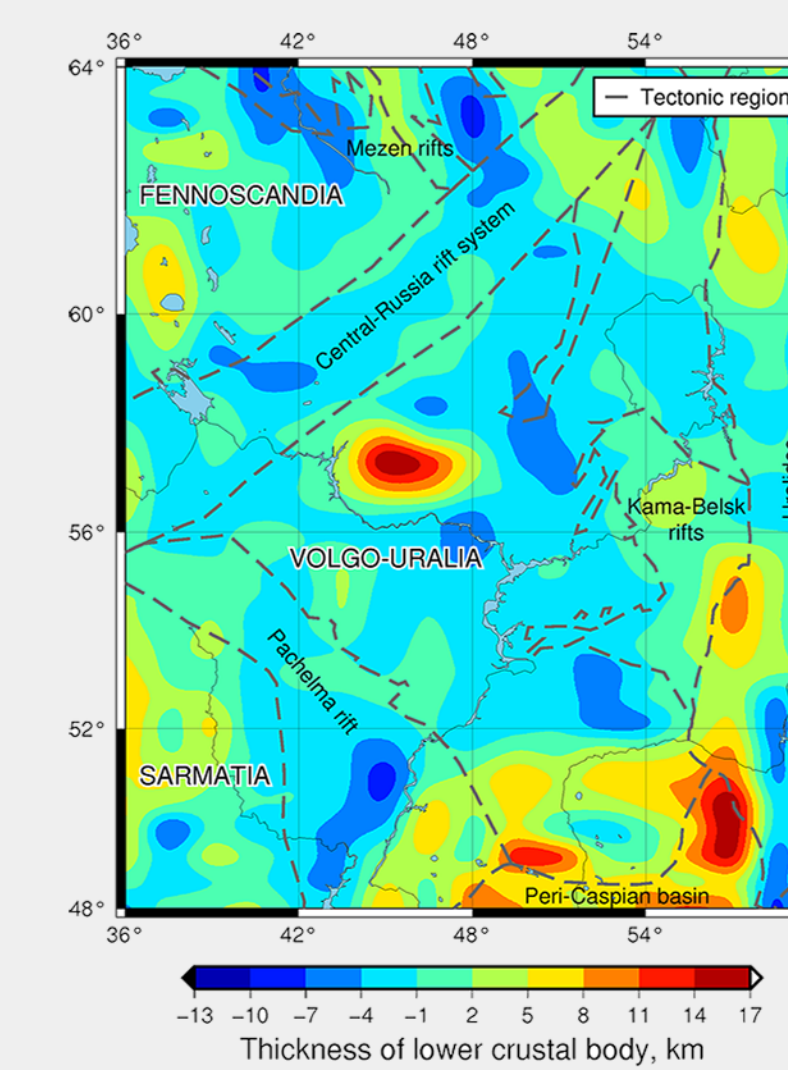 36° 42° 48° 54°
64°
Tectonic region
Mezen rifts
FENNOSCANDIA
Central-Russia rift system
60°
Kama-Belsk
rifts
56°
VOLGO-URALIA
Pachelma rift
52°
SARMATIA
Peri-Caspian basin
48°
36° 42° 48° 54°
−13 −10 −7 −4 −1 2 5 8 11 14 17
Thickness of lower crustal body, km